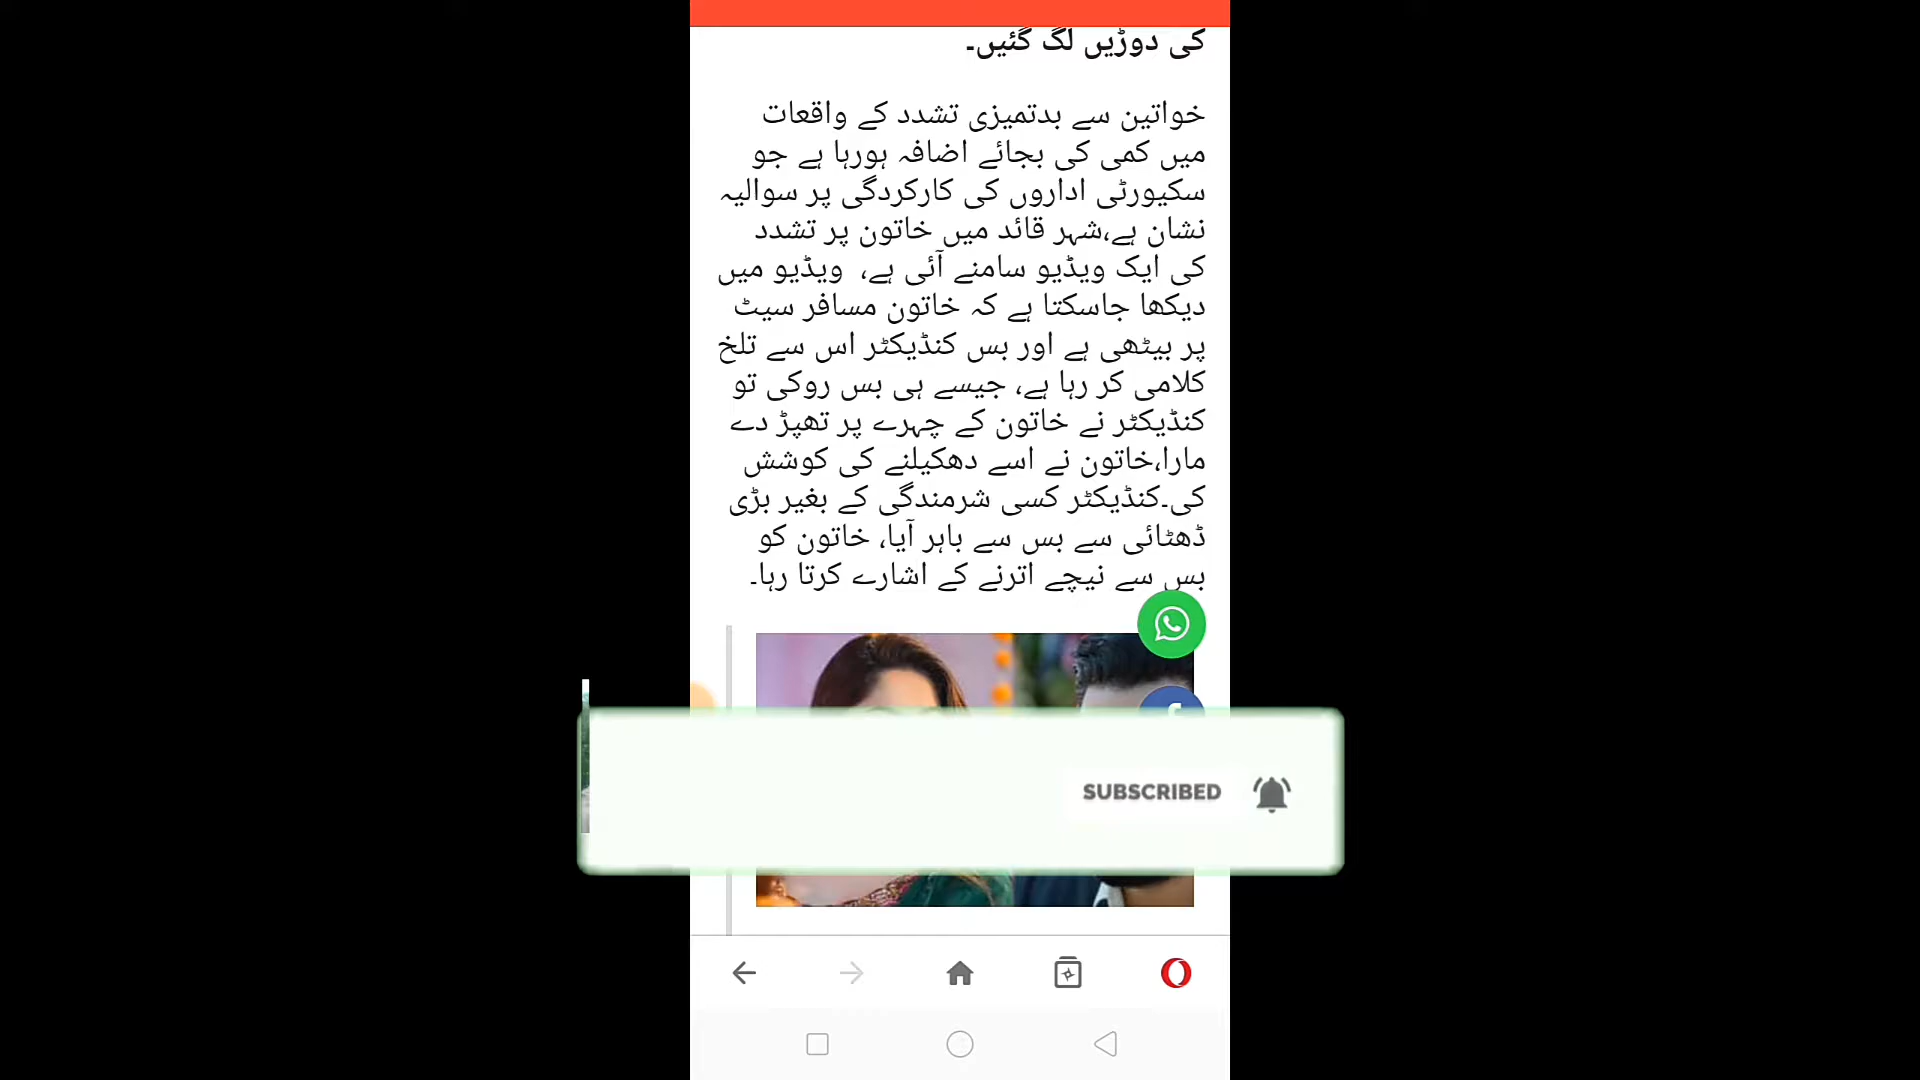 کی دوڑیں لگ گئیں۔
خواتین سے بدتمیزی تشدد کے واقعات
میں کمی کی بجائے اضافہ ہورہا ہے جو
سکیورٹی اداروں کی کارکردگی پر سوالیہ
نشان ہے،شہر قائد میں خاتون پر تشدد
کی ایک ویڈیو سامنے آئی ہے، ویڈیو میں
دیکھا جاسکتا ہے کہ خاتون مسافر سیٹ
پر بیٹھی ہے اور بس کنڈیکٹر اس سے تلخ
کلامی کر رہا ہے، جیسے ہی بس روکی تو
کنڈیکٹر نے خاتون کے چہرے پر تھپڑ دے
مارا،خاتون نے اسے دھکیلنے کی کوشش
کی۔کنڈیکٹر کسی شرمندگی کے بغیر بڑی
ڈھٹائی سے بس سے باہر آیا، خاتون کو
بس سے نیچے اترنے کے اشارے کرتا رہا۔
SUBSCRIBED